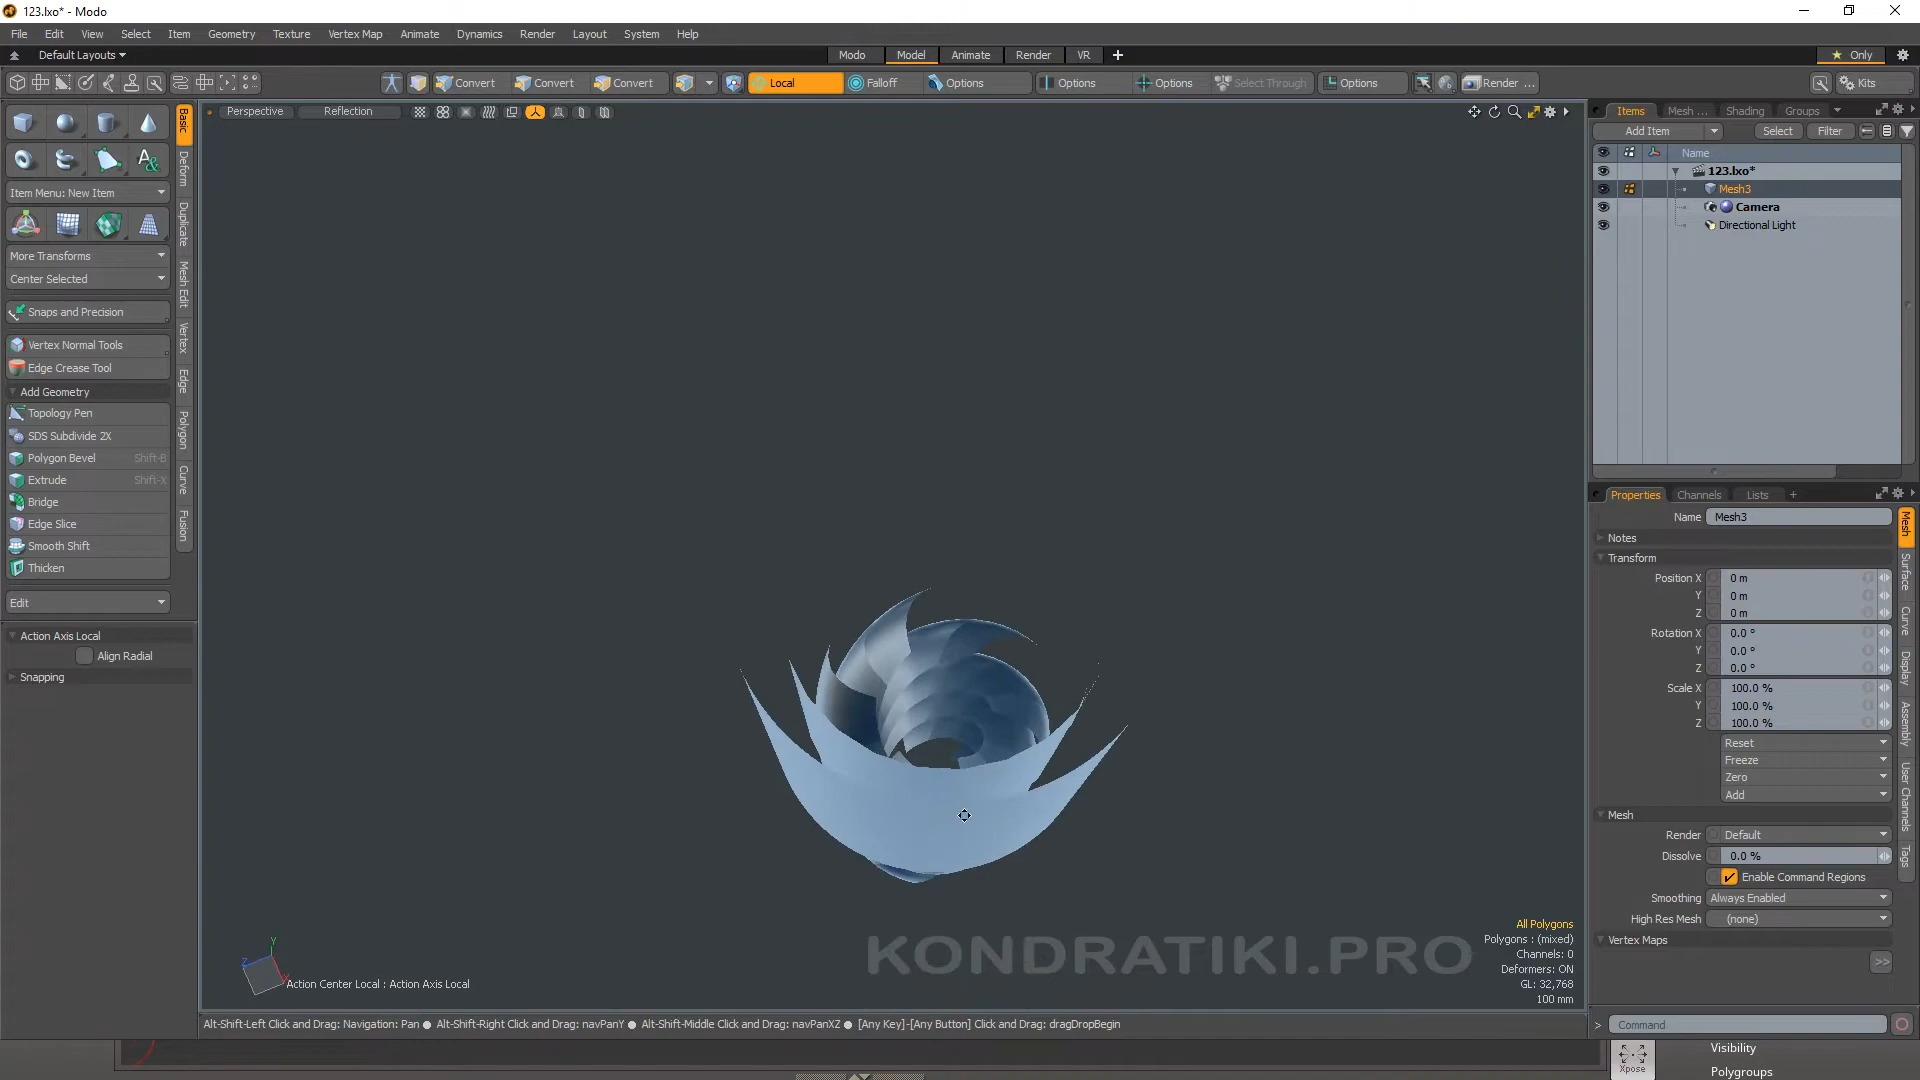 123.lxo* - Modo
File Edit View Select Item Geometry Texture Vertex Map Animate Dynamics Render Layout System Help
Default Layouts Modo Model Animate Render VR + Only
Convert Convert Convert Local Falloff Options Options Options Select Through Options Render ... Kits
Perspective Reflection
Basic
Deform
Duplicate
Mesh Edit
Vertex
Edge
Polygon
Curve
Fusion
Item Menu: New Item
More Transforms
Center Selected
Snaps and Precision
Vertex Normal Tools
Edge Crease Tool
Add Geometry
Topology Pen
SDS Subdivide 2X
Polygon Bevel Shift-B
Extrude Shift-X
Bridge
Edge Slice
Smooth Shift
Thicken
Edit
Action Axis Local
Align Radial
Snapping
Items Mesh ... Shading Groups
Add Item Select Filter
Name
123.lxo*
Mesh3
Camera
Directional Light
Properties Channels Lists +
Name Mesh3
Notes
Transform
Position X 0 m
Y 0 m
Z 0 m
Rotation X 0.0 °
Y 0.0 °
Z 0.0 °
Scale X 100.0 %
Y 100.0 %
Z 100.0 %
Reset
Freeze
Zero
Add
Mesh
Render Default
Dissolve 0.0 %
Enable Command Regions
Smoothing Always Enabled
High Res Mesh (none)
Vertex Maps
>>
Mesh
Surface
Curve
Display
Assembly
User Channels
Tags
Y
Z
X
Action Center Local : Action Axis Local
KONDRATIKI.PRO
All Polygons
Polygons : (mixed)
Channels: 0
Deformers: ON
GL: 32,768
100 mm
Alt-Shift-Left Click and Drag: Navigation: Pan ● Alt-Shift-Right Click and Drag: navPanY ● Alt-Shift-Middle Click and Drag: navPanXZ ● [Any Key]-[Any Button] Click and Drag: dragDropBegin
> Command
Xpose
Visibility
Polygroups